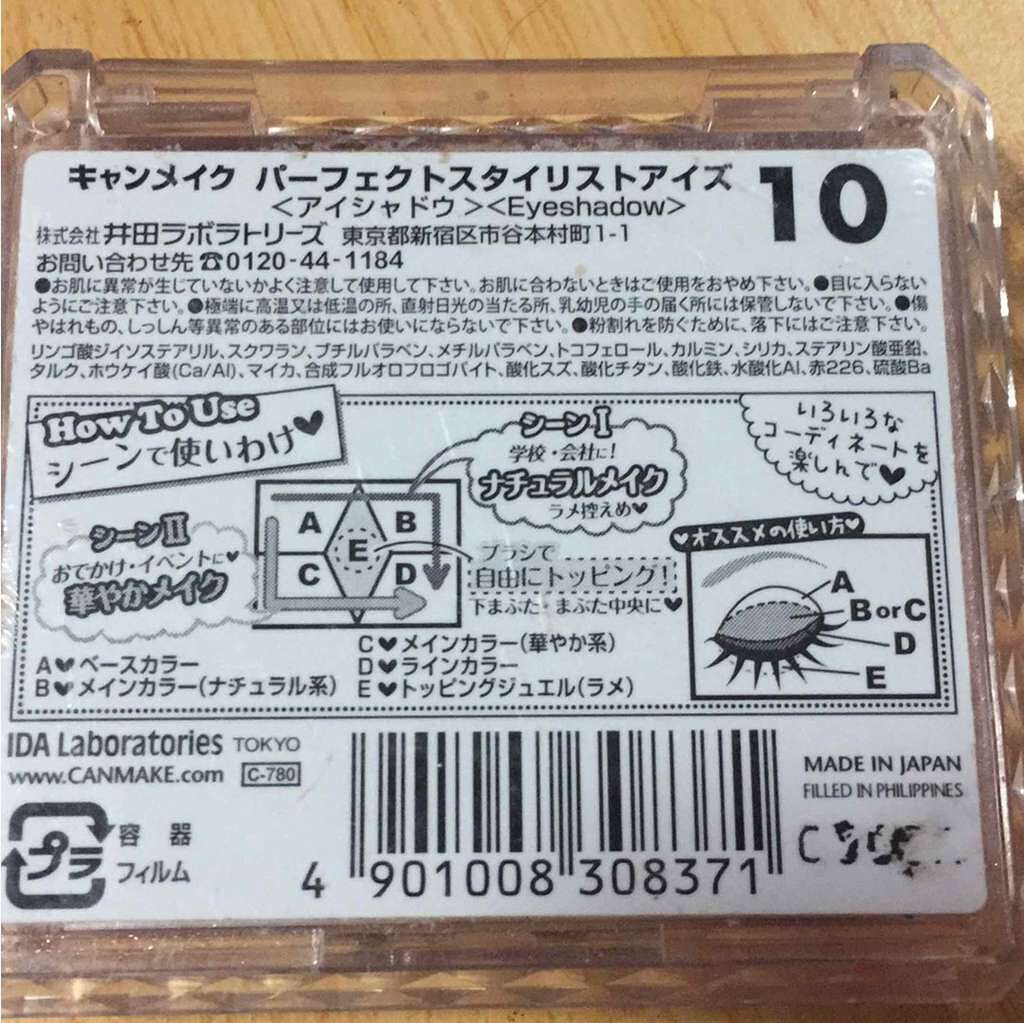 キャンメイク パーフェクトスタイリストアイズ
10
<アイシャドウ><Eyeshadow>
株式会社 井田ラボラトリーズ 東京都新宿区市谷本村町1-1
お問い合わせ先☎0120-44-1184
●お肌に異常が生じていないかよく注意して使用して下さい。お肌に合わないときはご使用をおやめ下さい。●目に入らない
ようにご注意下さい。●極端に高温又は低温の所、直射日光の当たる所、乳幼児の手の届く所には保管しないで下さい。●傷
やはれもの、しっしん等異常のある部位にはお使いにならないで下さい。●粉割れを防ぐために、落下にはご注意下さい。
リンゴ酸ジイソステアリル、スクワラン、ブチルパラベン、メチルパラベン、トコフェロール、カルミン、シリカ、ステアリン酸亜鉛、
タルク、ホウケイ酸(Ca/Al)、マイカ、合成フルオロフロゴパイト、酸化スズ、酸化チタン、酸化鉄、水酸化Al、赤226、硫酸Ba
How To Use
シーンで使いわけ♥
シーンI
学校・会社に!
ナチュラルメイク
ラメ控えめ♥
いろいろな
コーディネートを
楽しんで♥
シーンII
おでかけ・イベントに♥
華やかメイク
A
B
E
C
D
ブラシで
自由にトッピング!
下まぶた・まぶた中央に♥
♥オススメの使い方♥
A
B or C
D
E
A♥ベースカラー
B♥メインカラー(ナチュラル系)
C♥メインカラー(華やか系)
D♥ラインカラー
E♥トッピングジュエル(ラメ)
IDA Laboratories TOKYO
www.CANMAKE.com C-780
MADE IN JAPAN
FILLED IN PHILIPPINES
プラ
容器
フィルム
4 901008 308371
C